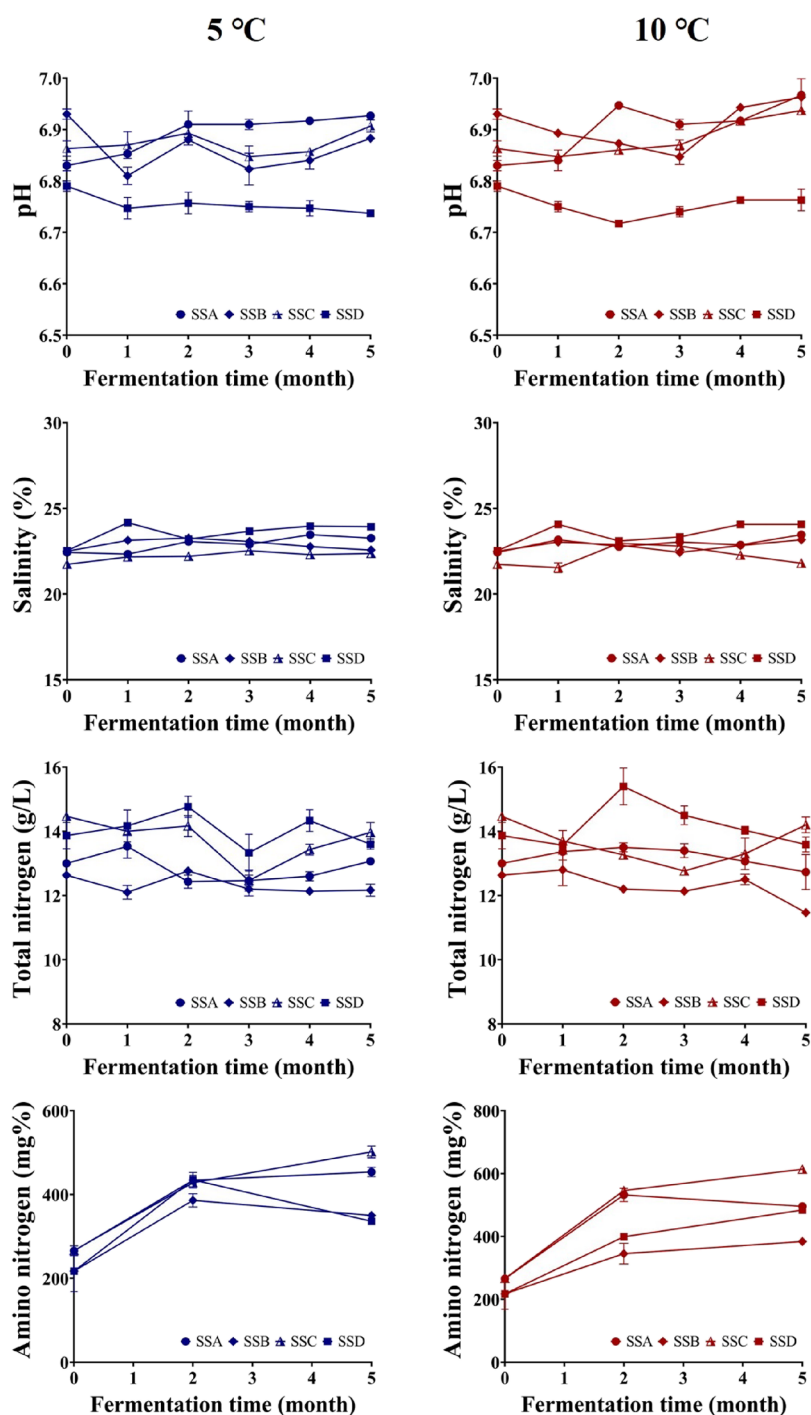 5 °C
10 °C
pH
7.0
6.9
6.8
6.7
6.6
6.5
SSA SSB SSC SSD
0 1 2 3 4 5
Fermentation time (month)
pH
7.0
6.9
6.8
6.7
6.6
6.5
SSA SSB SSC SSD
0 1 2 3 4 5
Fermentation time (month)
Salinity (%)
30
25
20
15
SSA SSB SSC SSD
0 1 2 3 4 5
Fermentation time (month)
Salinity (%)
30
25
20
15
SSA SSB SSC SSD
0 1 2 3 4 5
Fermentation time (month)
Total nitrogen (g/L)
16
14
12
10
8
SSA SSB SSC SSD
0 1 2 3 4 5
Fermentation time (month)
Total nitrogen (g/L)
16
14
12
10
8
SSA SSB SSC SSD
0 1 2 3 4 5
Fermentation time (month)
Amino nitrogen (mg%)
600
400
200
0
SSA SSB SSC SSD
0 1 2 3 4 5
Fermentation time (month)
Amino nitrogen (mg%)
800
600
400
200
0
SSA SSB SSC SSD
0 1 2 3 4 5
Fermentation time (month)